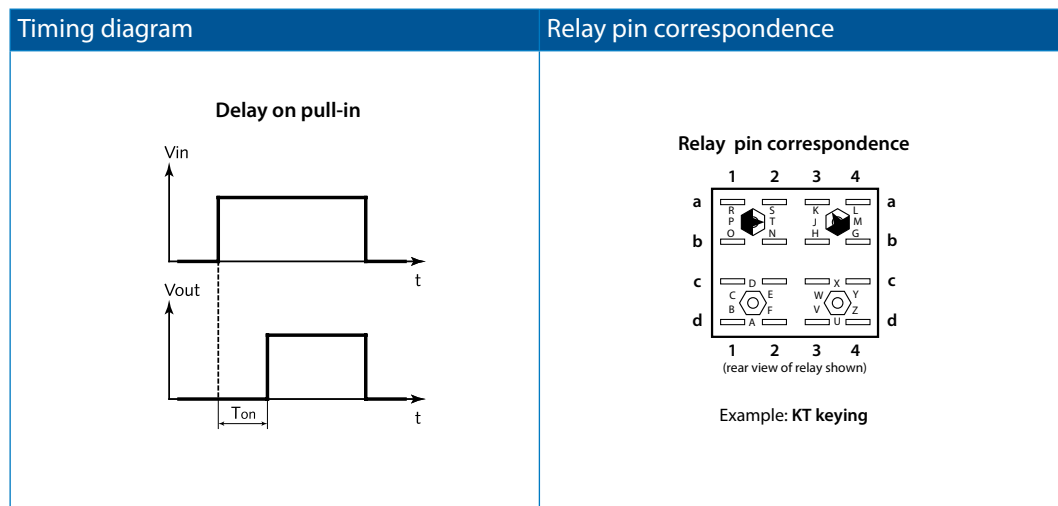 Timing diagram
Relay pin correspondence
Delay on pull-in
Vin
t
Vout
Ton
t
Relay pin correspondence
1 2 3 4
a R S K L a
P T J M
O N H G
b b
c D X c
C E W Y
B F V Z
d A U d
1 2 3 4
(rear view of relay shown)
Example: KT keying